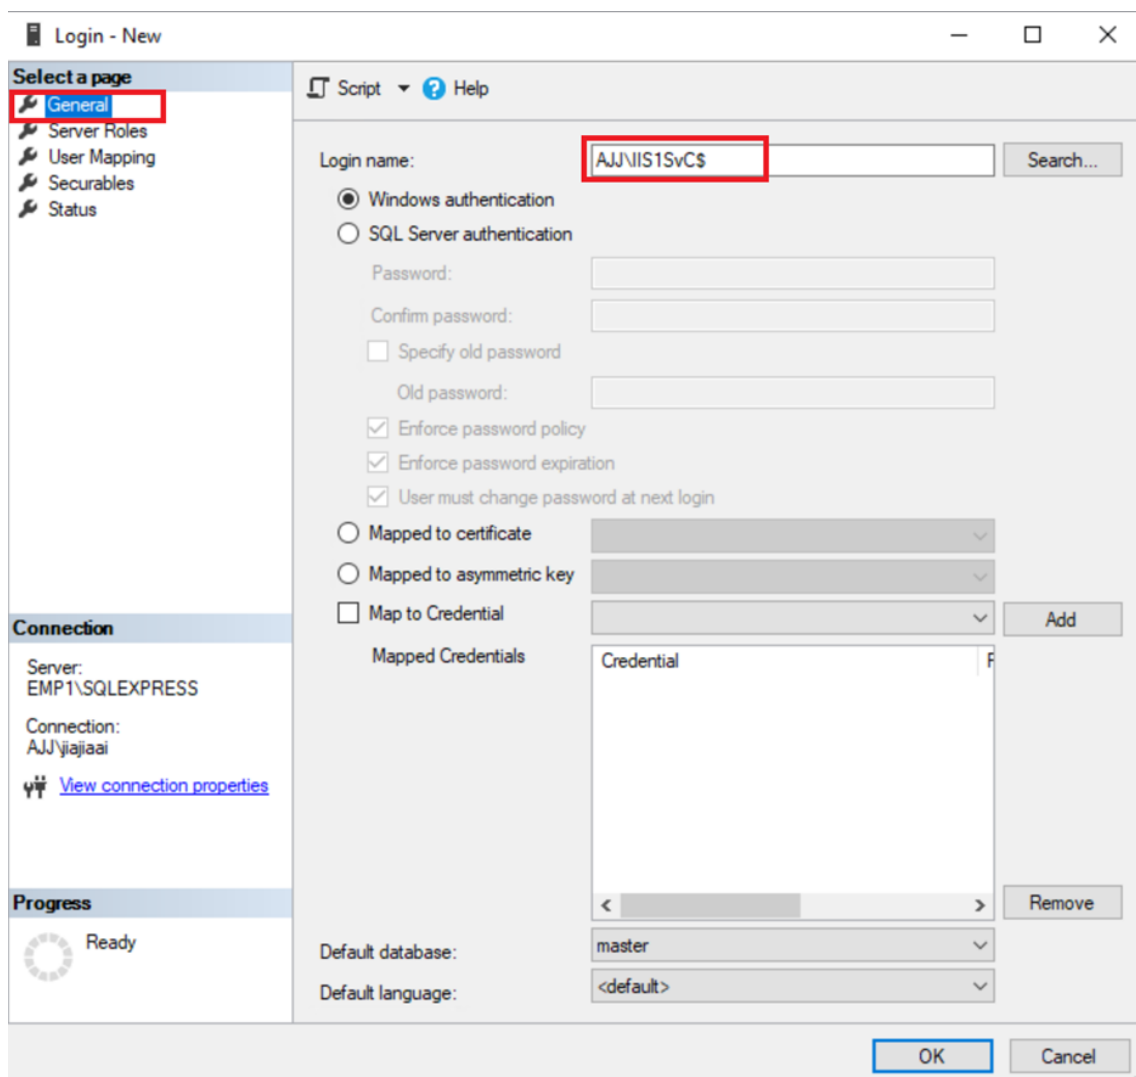 Login - New
Select a page
General
Server Roles
User Mapping
Securables
Status
Script Help
Login name: AJJ\IIS1SvC$ Search...
Windows authentication
SQL Server authentication
Password:
Confirm password:
Specify old password
Old password:
Enforce password policy
Enforce password expiration
User must change password at next login
Mapped to certificate
Mapped to asymmetric key
Map to Credential Add
Mapped Credentials Credential
Remove
Default database: master
Default language: <default>
Connection
Server:
EMP1\SQLEXPRESS
Connection:
AJJ\jiajiaai
View connection properties
Progress
Ready
OK Cancel